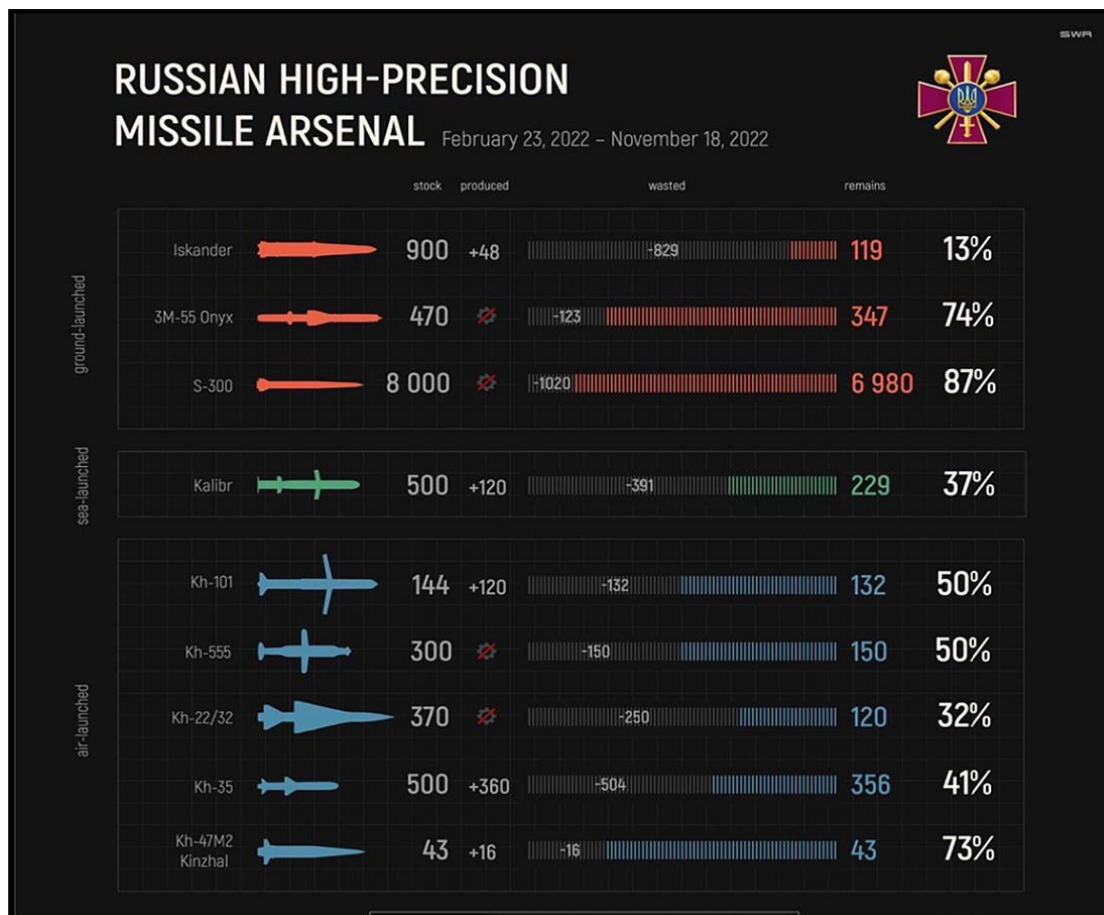 SWA
RUSSIAN HIGH-PRECISION
MISSILE ARSENAL February 23, 2022 – November 18, 2022
stock produced wasted remains
ground-launched
Iskander 900 +48 -829 119 13%
3M-55 Onyx 470 -123 347 74%
S-300 8 000 -1020 6 980 87%
sea-launched
Kalibr 500 +120 -391 229 37%
air-launched
Kh-101 144 +120 -132 132 50%
Kh-555 300 -150 150 50%
Kh-22/32 370 -250 120 32%
Kh-35 500 +360 -504 356 41%
Kh-47M2
Kinzhal 43 +16 -16 43 73%